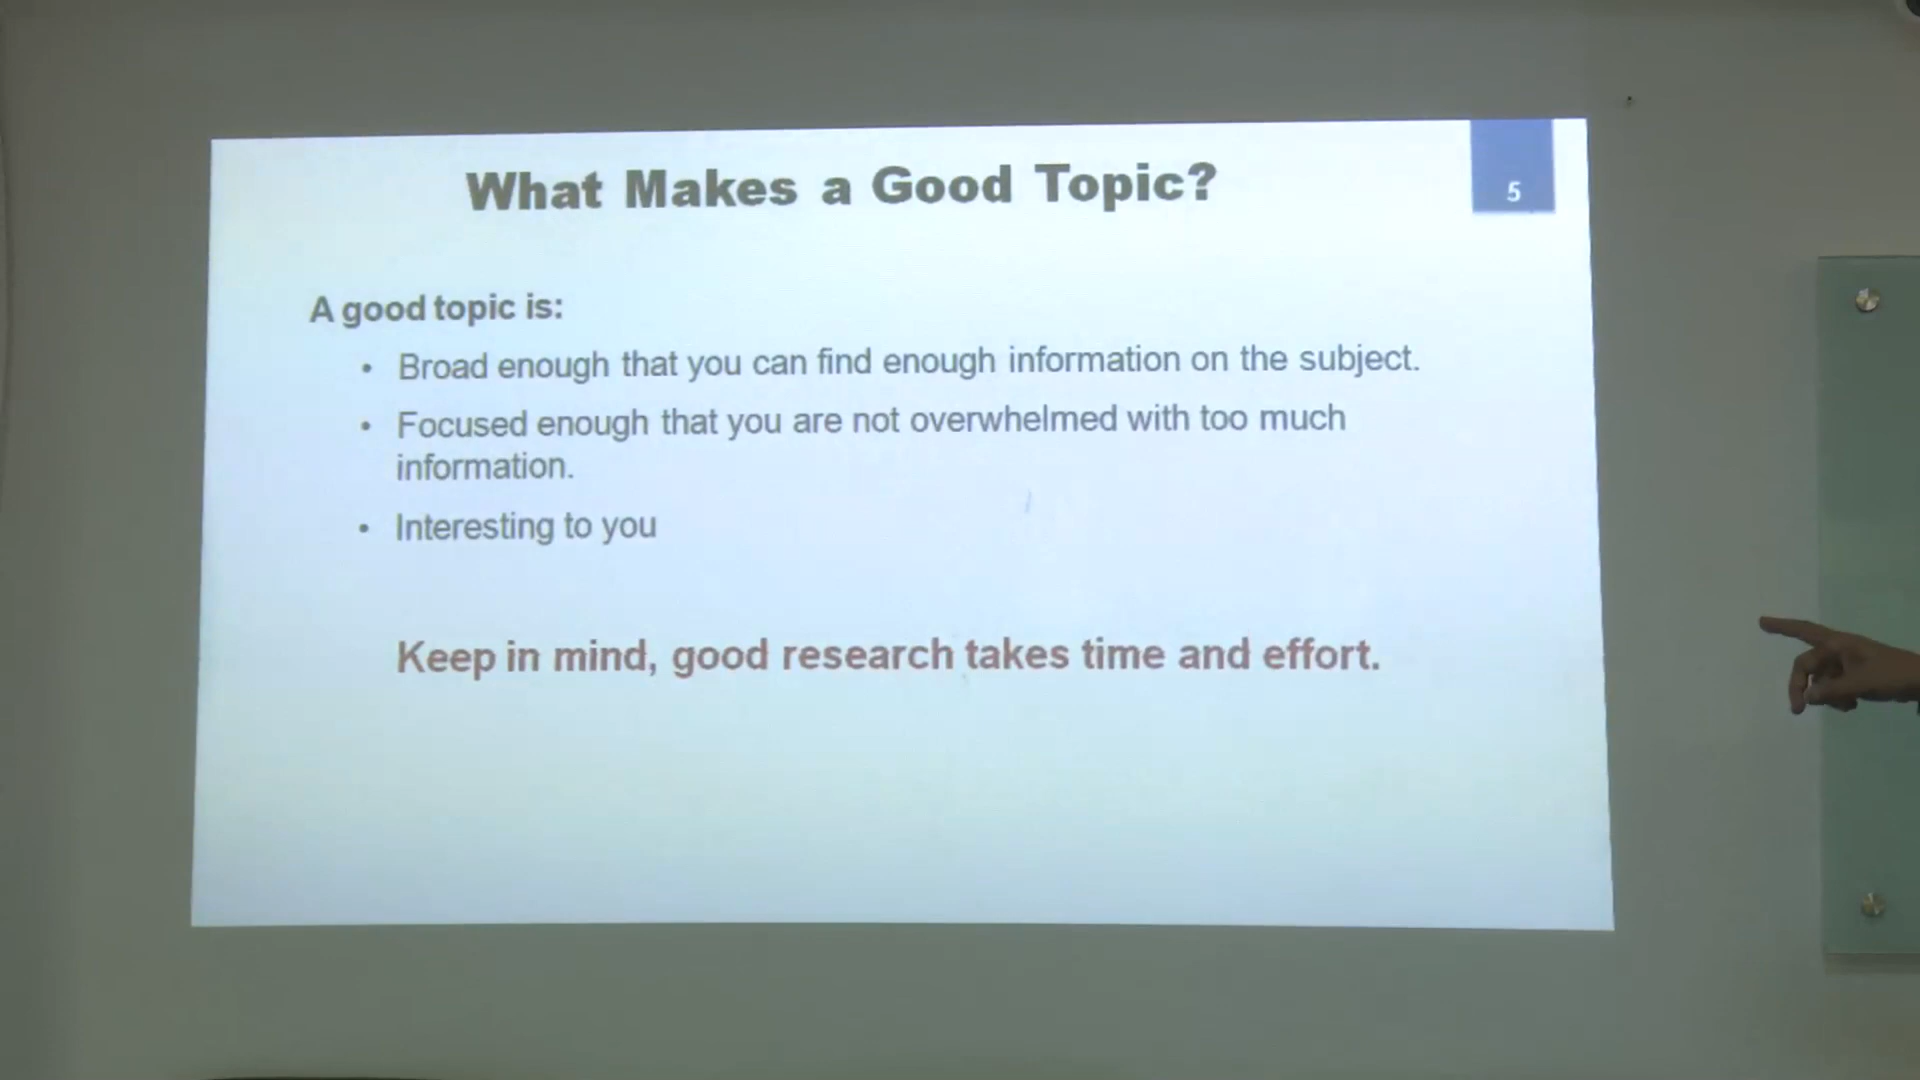 What Makes a Good Topic?
5
A good topic is:
• Broad enough that you can find enough information on the subject.
• Focused enough that you are not overwhelmed with too much
information.
• Interesting to you
Keep in mind, good research takes time and effort.